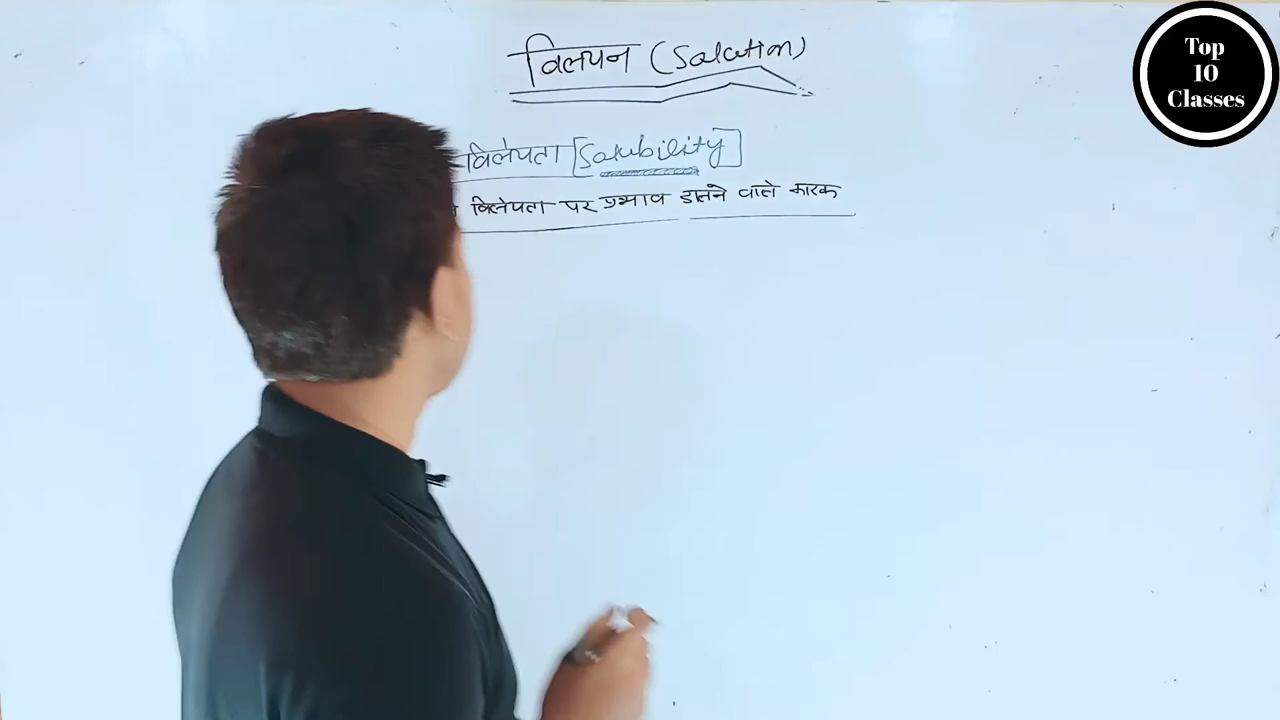 विलयन (Solution)
विलेयता [Solubility]
विलेयता पर प्रभाव डालने वाले कारक
Top
10
Classes